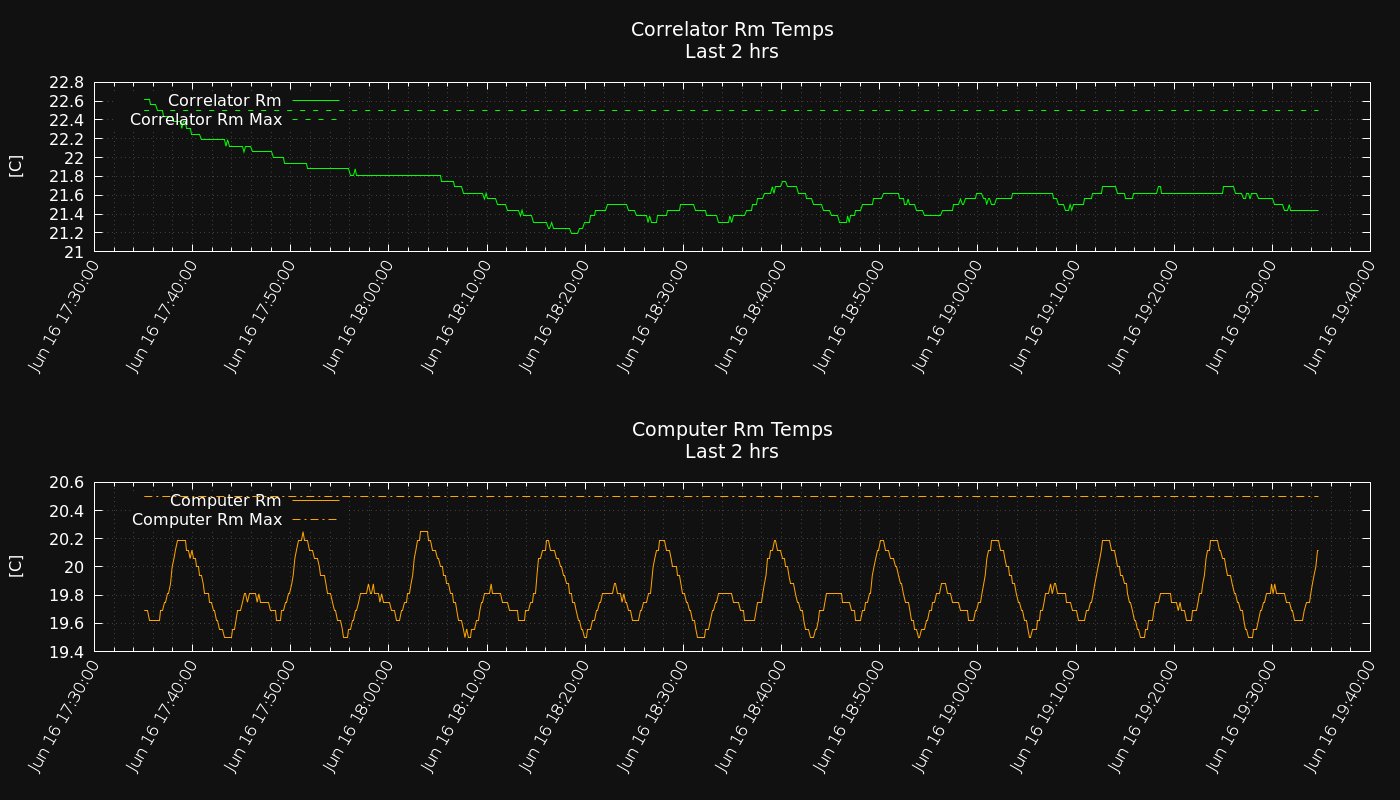 Correlator Rm Temps
Last 2 hrs
22.8
22.6
22.4
22.2
22
21.8
21.6
21.4
21.2
21
[C]
Correlator Rm
Correlator Rm Max
Jun 16 17:30:00
Jun 16 17:40:00
Jun 16 17:50:00
Jun 16 18:00:00
Jun 16 18:10:00
Jun 16 18:20:00
Jun 16 18:30:00
Jun 16 18:40:00
Jun 16 18:50:00
Jun 16 19:00:00
Jun 16 19:10:00
Jun 16 19:20:00
Jun 16 19:30:00
Jun 16 19:40:00
Computer Rm Temps
Last 2 hrs
20.6
20.4
20.2
20
19.8
19.6
19.4
[C]
Computer Rm
Computer Rm Max
Jun 16 17:30:00
Jun 16 17:40:00
Jun 16 17:50:00
Jun 16 18:00:00
Jun 16 18:10:00
Jun 16 18:20:00
Jun 16 18:30:00
Jun 16 18:40:00
Jun 16 18:50:00
Jun 16 19:00:00
Jun 16 19:10:00
Jun 16 19:20:00
Jun 16 19:30:00
Jun 16 19:40:00